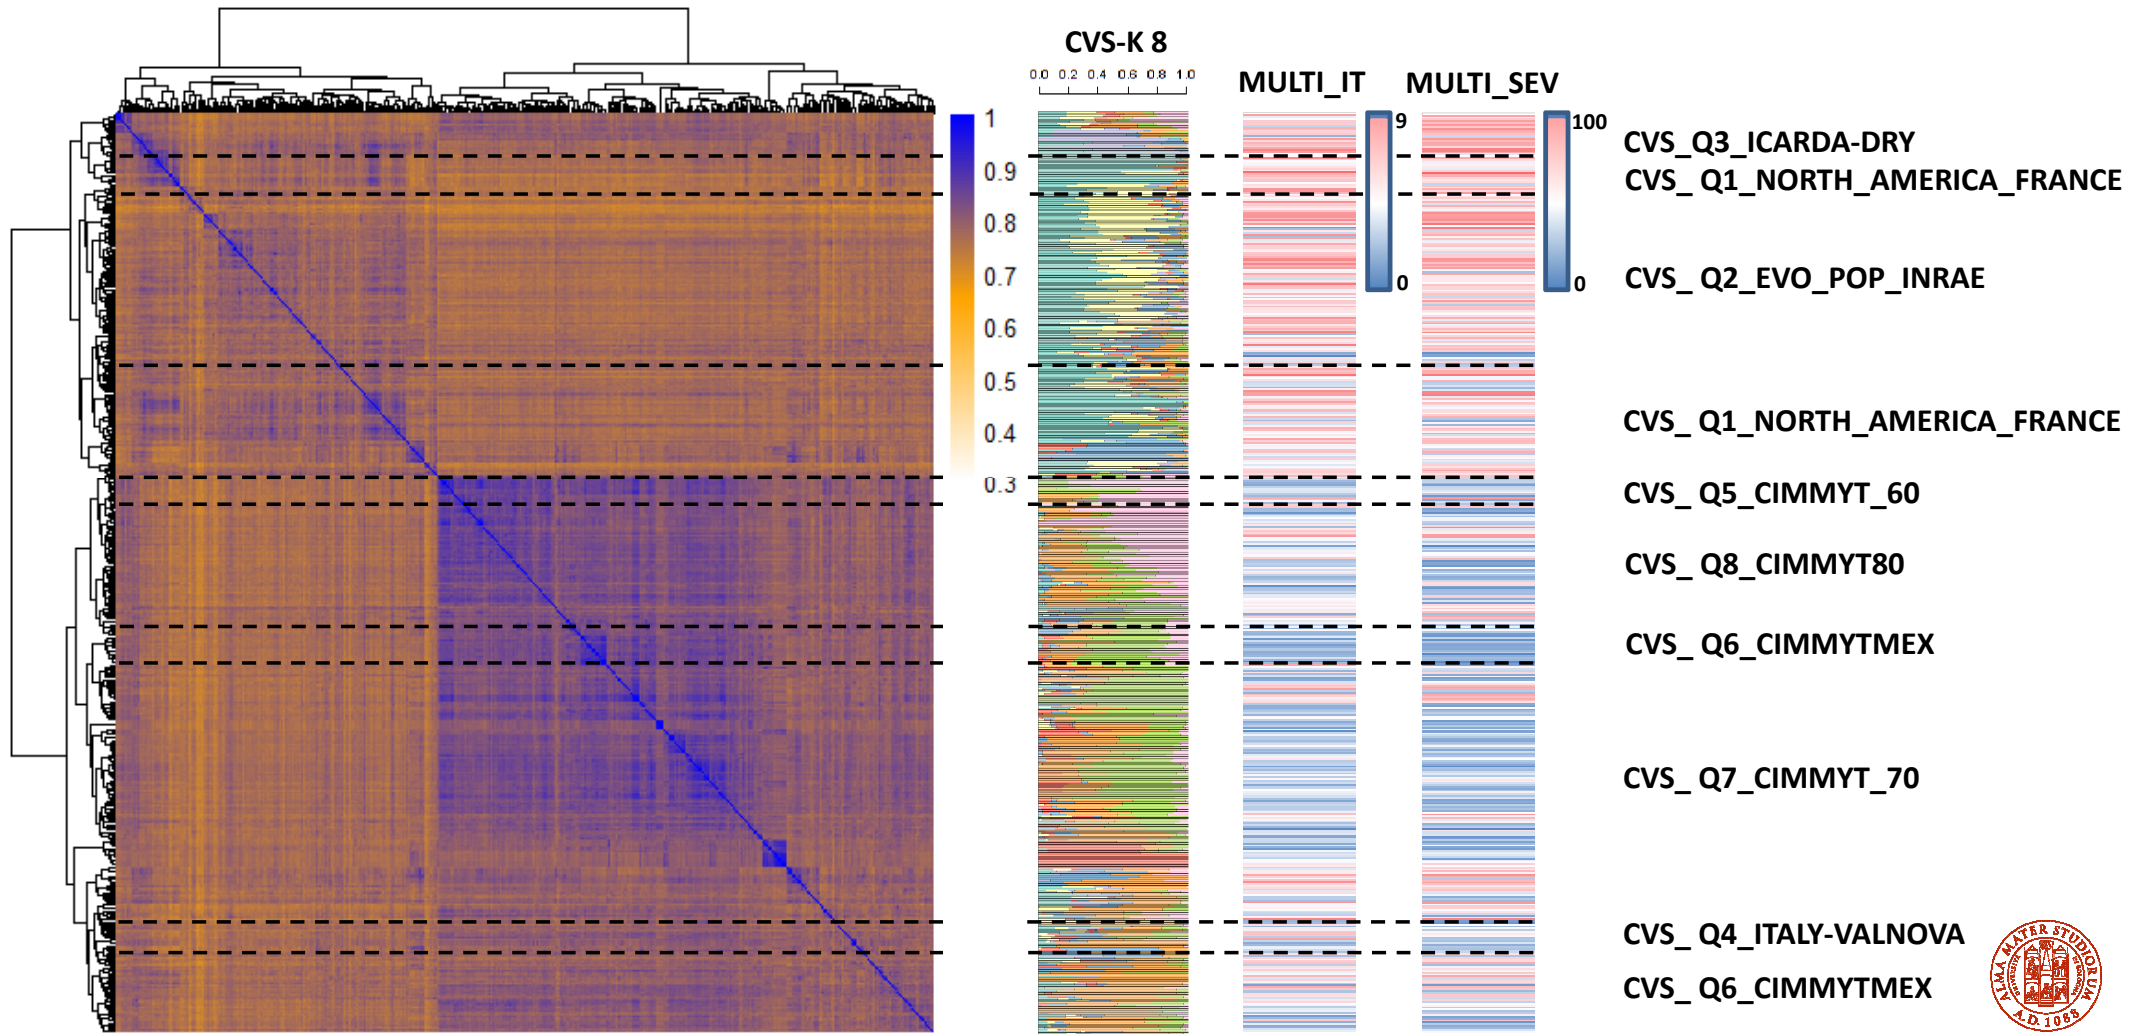 CVS-K 8
0.0 0.2 0.4 0.6 0.8 1.0
MULTI_IT
MULTI_SEV
9
0
100
0
1
0.9
0.8
0.7
0.6
0.5
0.4
0.3
CVS_Q3_ICARDA-DRY
CVS_ Q1_NORTH_AMERICA_FRANCE
CVS_ Q2_EVO_POP_INRAE
CVS_ Q1_NORTH_AMERICA_FRANCE
CVS_ Q5_CIMMYT_60
CVS_ Q8_CIMMYT80
CVS_ Q6_CIMMYTMEX
CVS_ Q7_CIMMYT_70
CVS_ Q4_ITALY-VALNOVA
CVS_ Q6_CIMMYTMEX
ALMA MATER STUDIORUM
A.D. 1088